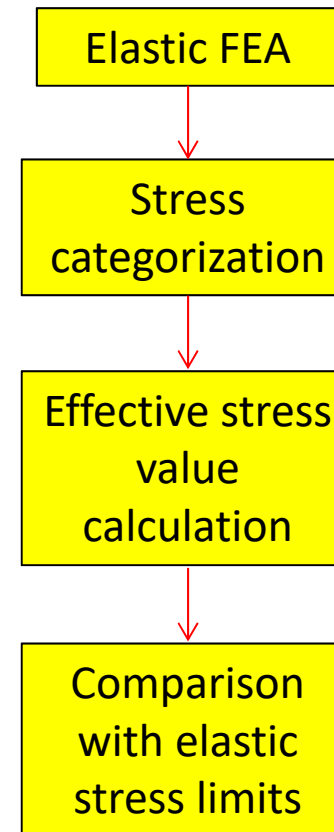 Elastic FEA
Stress
categorization
Effective stress
value
calculation
Comparison
with elastic
stress limits